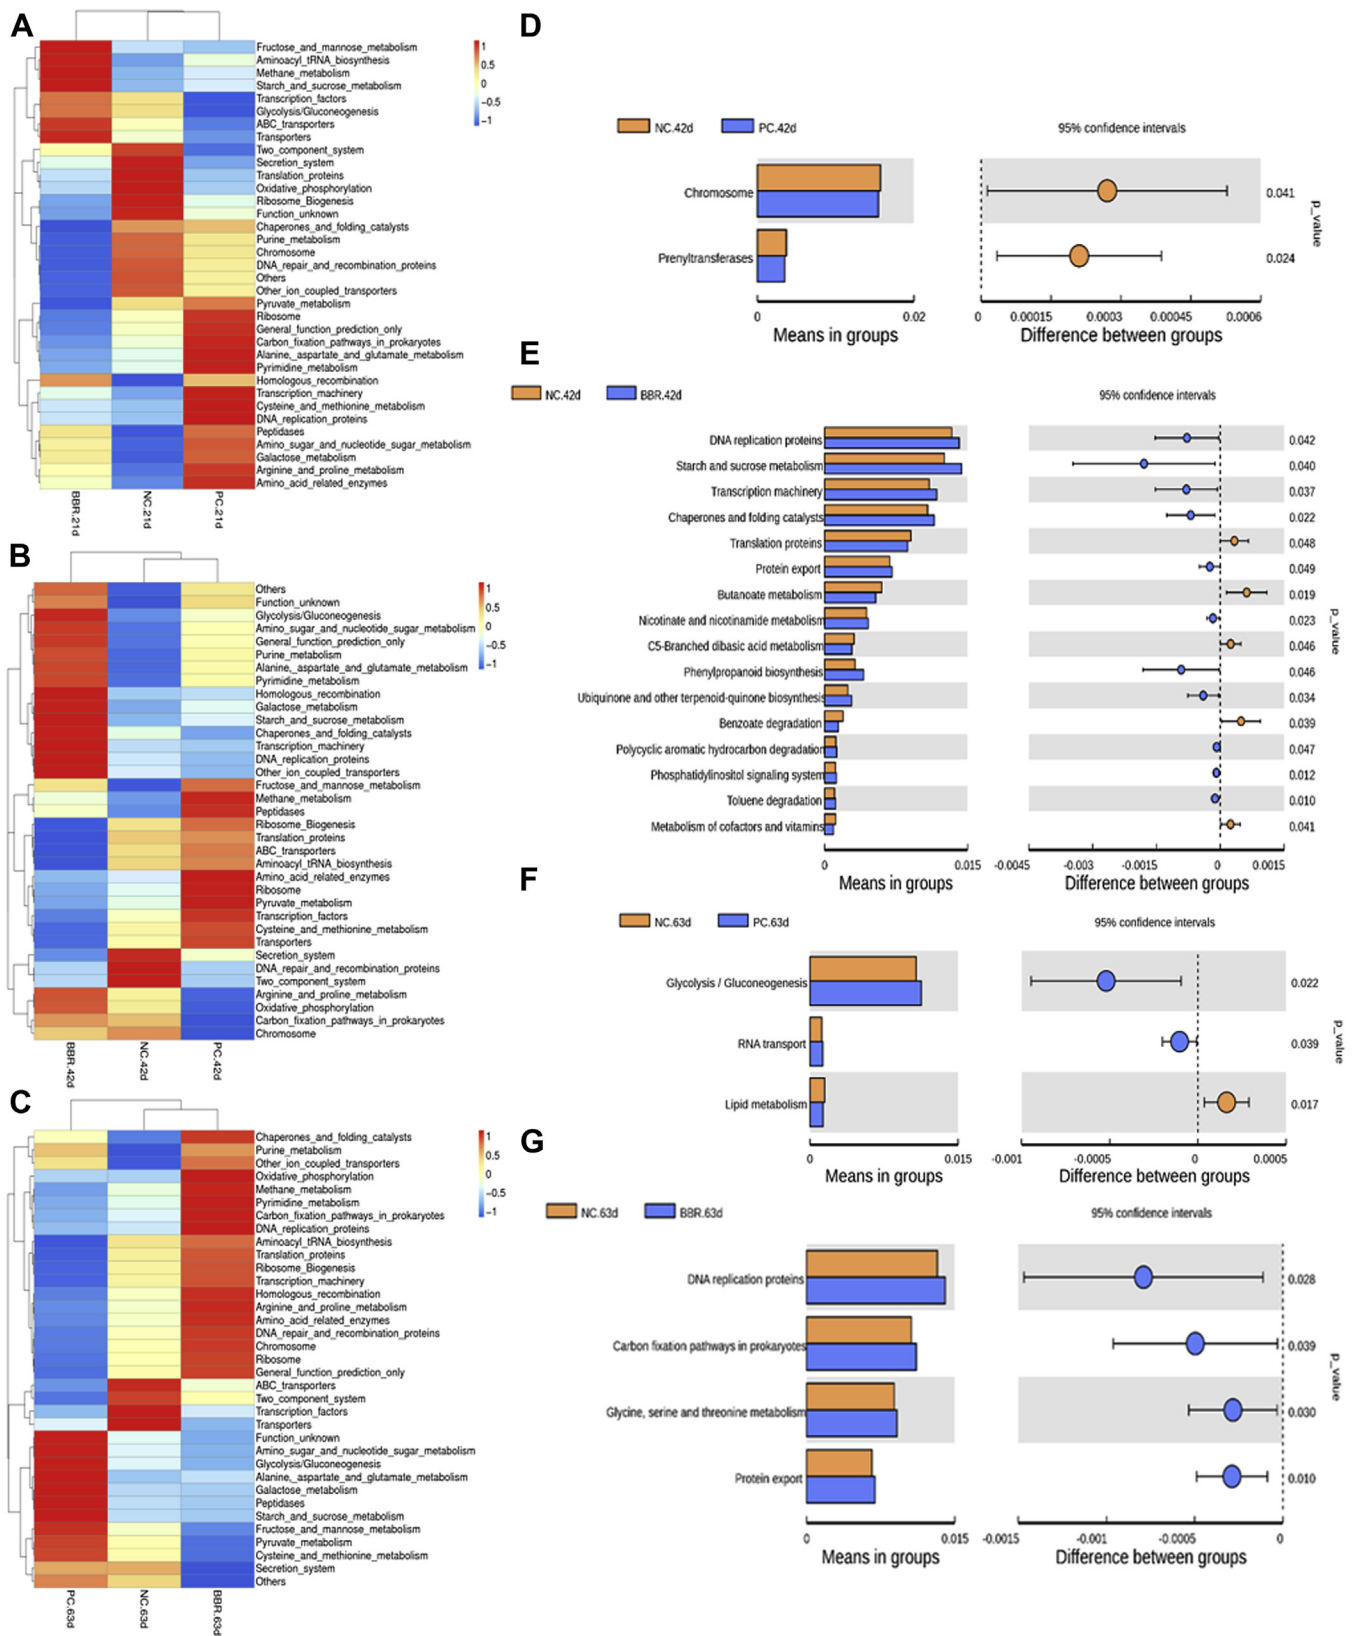 A
Fructose_and_mannose_metabolism
Aminoacyl_tRNA_biosynthesis
Methane_metabolism
Starch_and_sucrose_metabolism
Transcription_factors
Glycolysis/Gluconeogenesis
ABC_transporters
Transporters
Two_component_system
Secretion_system
Translation_proteins
Oxidative_phosphorylation
Ribosome_Biogenesis
Function_unknown
Chaperones_and_folding_catalysts
Purine_metabolism
Chromosome
DNA_repair_and_recombination_proteins
Others
Other_ion_coupled_transporters
Pyruvate_metabolism
Ribosome
General_function_prediction_only
Carbon_fixation_pathways_in_prokaryotes
Alanine,_aspartate_and_glutamate_metabolism
Pyrimidine_metabolism
Homologous_recombination
Transcription_machinery
Cysteine_and_methionine_metabolism
DNA_replication_proteins
Peptidases
Amino_sugar_and_nucleotide_sugar_metabolism
Galactose_metabolism
Arginine_and_proline_metabolism
Amino_acid_related_enzymes
1
0.5
0
-0.5
-1
BBR.21d NC.21d PC.21d
B
Others
Function_unknown
Glycolysis/Gluconeogenesis
Amino_sugar_and_nucleotide_sugar_metabolism
General_function_prediction_only
Purine_metabolism
Alanine,_aspartate_and_glutamate_metabolism
Pyrimidine_metabolism
Homologous_recombination
Galactose_metabolism
Starch_and_sucrose_metabolism
Chaperones_and_folding_catalysts
Transcription_machinery
DNA_replication_proteins
Other_ion_coupled_transporters
Fructose_and_mannose_metabolism
Methane_metabolism
Peptidases
Ribosome_Biogenesis
Translation_proteins
ABC_transporters
Aminoacyl_tRNA_biosynthesis
Amino_acid_related_enzymes
Ribosome
Pyruvate_metabolism
Transcription_factors
Cysteine_and_methionine_metabolism
Transporters
Secretion_system
DNA_repair_and_recombination_proteins
Two_component_system
Arginine_and_proline_metabolism
Oxidative_phosphorylation
Carbon_fixation_pathways_in_prokaryotes
Chromosome
1
0.5
0
-0.5
-1
BBR.42d NC.42d PC.42d
C
Chaperones_and_folding_catalysts
Purine_metabolism
Other_ion_coupled_transporters
Oxidative_phosphorylation
Methane_metabolism
Pyrimidine_metabolism
Carbon_fixation_pathways_in_prokaryotes
DNA_replication_proteins
Aminoacyl_tRNA_biosynthesis
Translation_proteins
Ribosome_Biogenesis
Transcription_machinery
Homologous_recombination
Arginine_and_proline_metabolism
Amino_acid_related_enzymes
DNA_repair_and_recombination_proteins
Chromosome
Ribosome
General_function_prediction_only
ABC_transporters
Two_component_system
Transcription_factors
Transporters
Function_unknown
Amino_sugar_and_nucleotide_sugar_metabolism
Glycolysis/Gluconeogenesis
Alanine,_aspartate_and_glutamate_metabolism
Galactose_metabolism
Peptidases
Starch_and_sucrose_metabolism
Fructose_and_mannose_metabolism
Pyruvate_metabolism
Cysteine_and_methionine_metabolism
Secretion_system
Others
1
0.5
0
-0.5
-1
PC.63d NC.63d BBR.63d
D
NC.42d PC.42d 95% confidence intervals
Chromosome 0.041
Prenyltransferases 0.024
p_value
0 0.02 0 0.00015 0.0003 0.00045 0.0006
Means in groups Difference between groups
E
NC.42d BBR.42d 95% confidence intervals
DNA replication proteins 0.042
Starch and sucrose metabolism 0.040
Transcription machinery 0.037
Chaperones and folding catalysts 0.022
Translation proteins 0.048
Protein export 0.049
Butanoate metabolism 0.019
Nicotinate and nicotinamide metabolism 0.023
C5-Branched dibasic acid metabolism 0.046
Phenylpropanoid biosynthesis 0.046
Ubiquinone and other terpenoid-quinone biosynthesis 0.034
Benzoate degradation 0.039
Polycyclic aromatic hydrocarbon degradation 0.047
Phosphatidylinositol signaling system 0.012
Toluene degradation 0.010
Metabolism of cofactors and vitamins 0.041
p_value
0 0.015 -0.0045 -0.003 -0.0015 0 0.0015
Means in groups Difference between groups
F
NC.63d PC.63d 95% confidence intervals
Glycolysis / Gluconeogenesis 0.022
RNA transport 0.039
Lipid metabolism 0.017
p_value
0 0.015 -0.001 -0.0005 0 0.0005
Means in groups Difference between groups
G
NC.63d BBR.63d 95% confidence intervals
DNA replication proteins 0.028
Carbon fixation pathways in prokaryotes 0.039
Glycine, serine and threonine metabolism 0.030
Protein export 0.010
p_value
0 0.015 -0.0015 -0.001 -0.0005 0
Means in groups Difference between groups